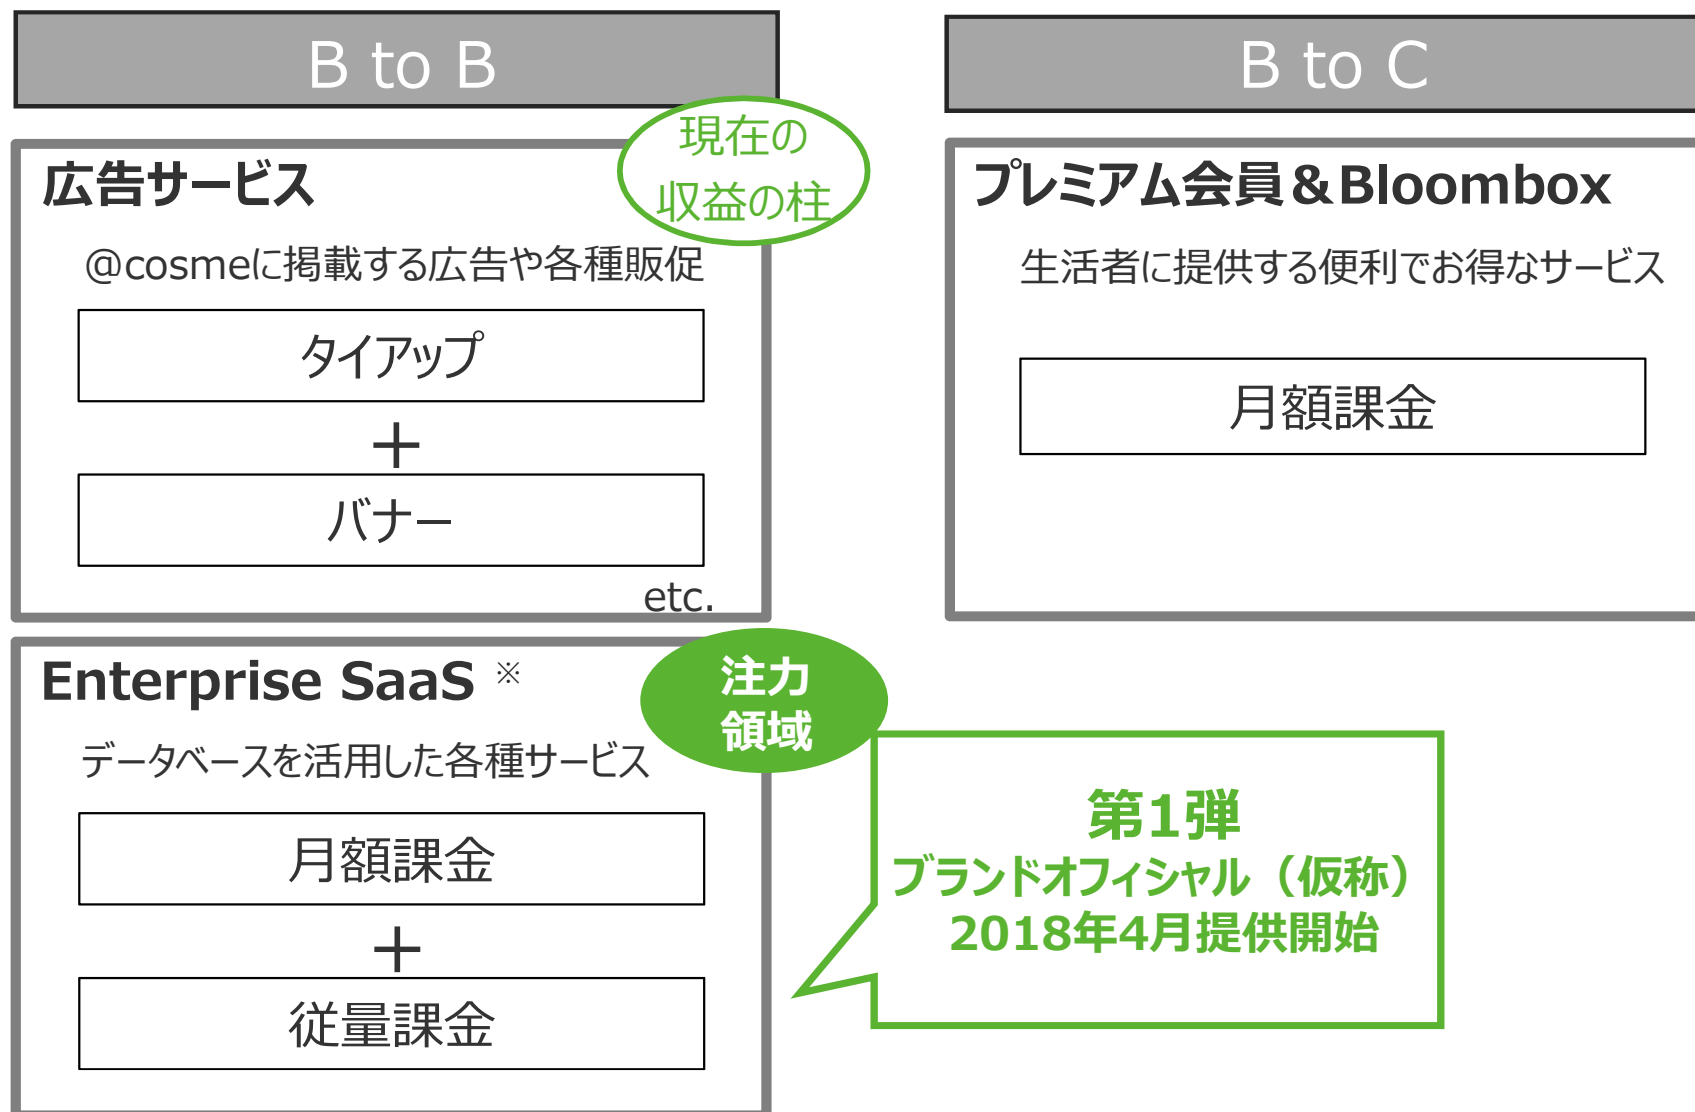 B to B
現在の
収益の柱
広告サービス
@cosmeに掲載する広告や各種販促
タイアップ
+
バナー
etc.
Enterprise SaaS ※
注力
領域
データベースを活用した各種サービス
月額課金
+
従量課金
第1弾
ブランドオフィシャル（仮称）
2018年4月提供開始
B to C
プレミアム会員&Bloombox
生活者に提供する便利でお得なサービス
月額課金